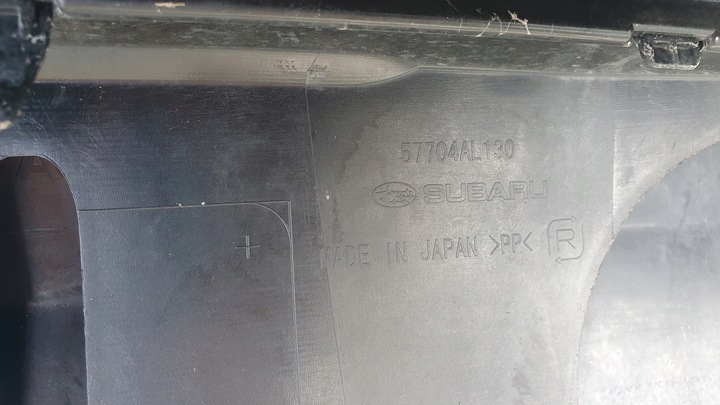 57704AL130
SUBARU
MADE IN JAPAN >PP< R